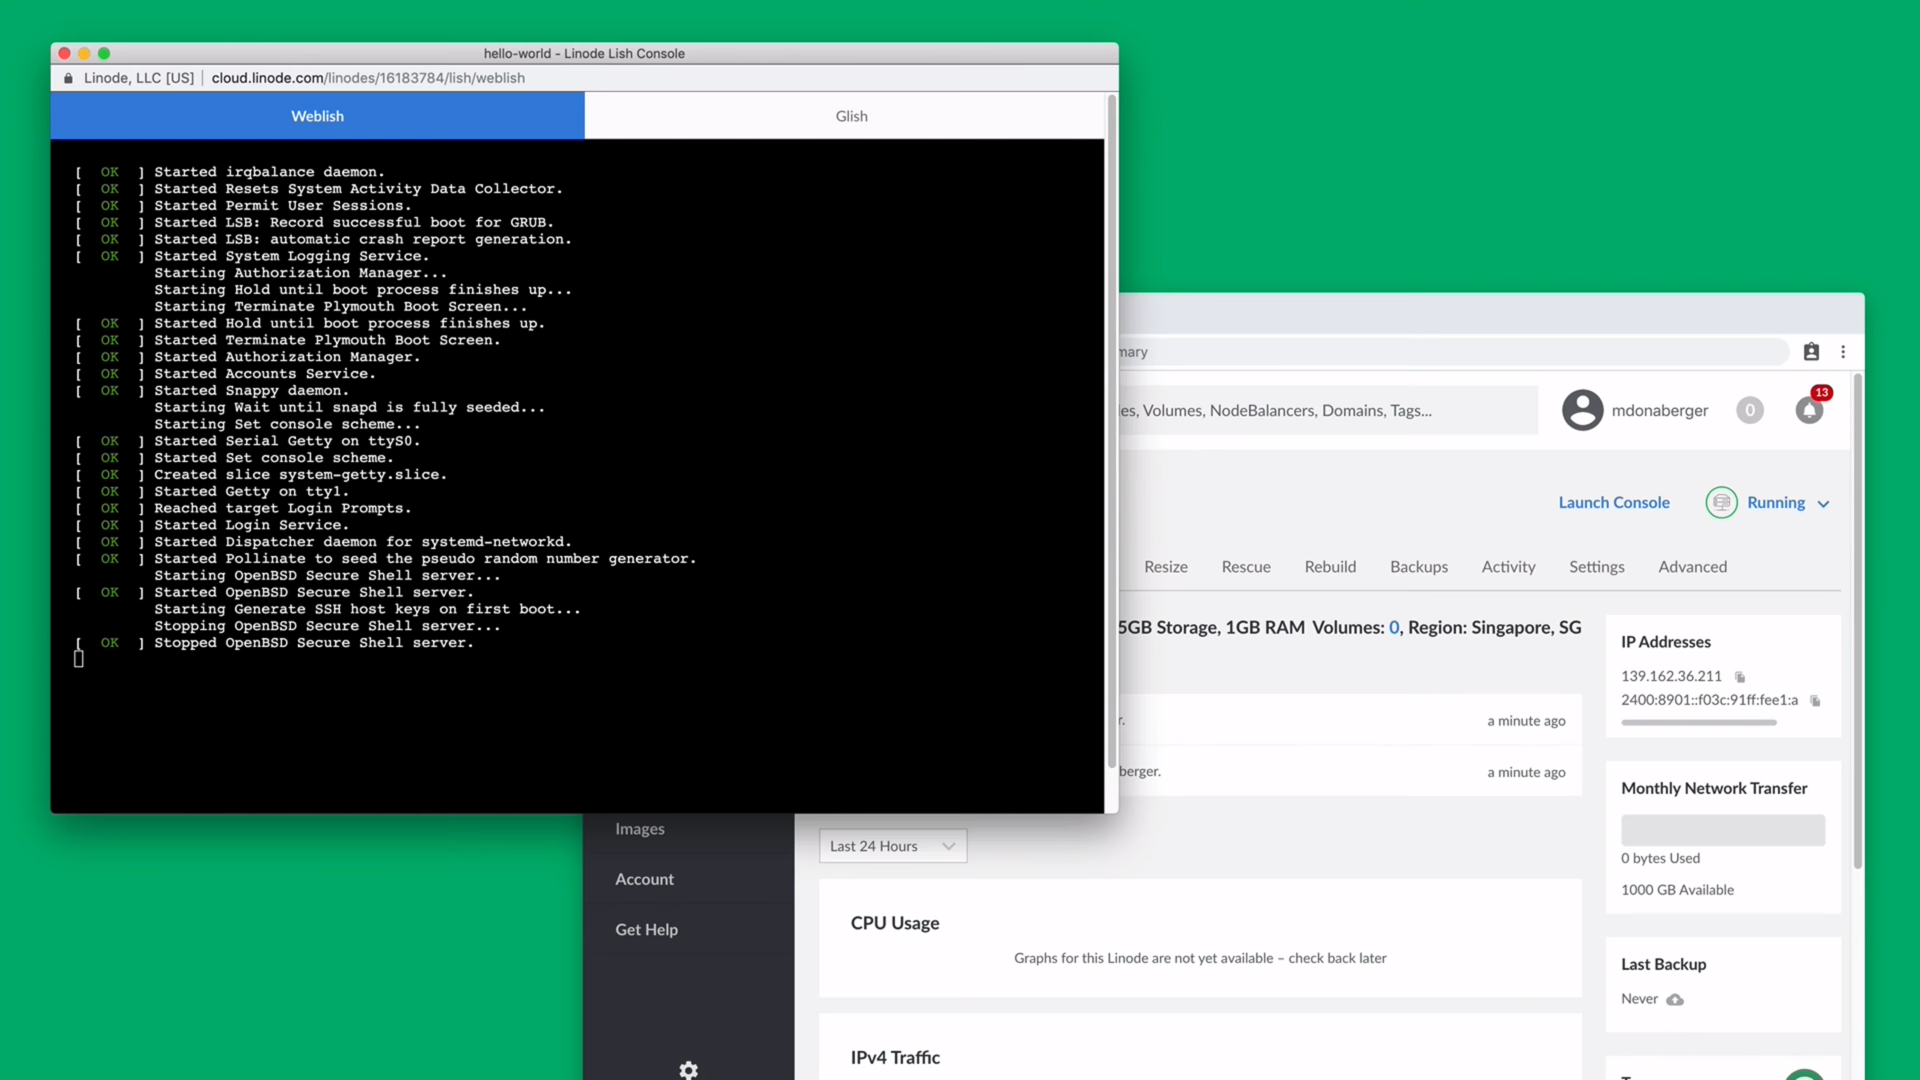 hello-world - Linode Lish Console
Linode, LLC [US] | cloud.linode.com/linodes/16183784/lish/weblish
Weblish
Glish
[ OK ] Started irqbalance daemon.
[ OK ] Started Resets System Activity Data Collector.
[ OK ] Started Permit User Sessions.
[ OK ] Started LSB: Record successful boot for GRUB.
[ OK ] Started LSB: automatic crash report generation.
[ OK ] Started System Logging Service.
Starting Authorization Manager...
Starting Hold until boot process finishes up...
Starting Terminate Plymouth Boot Screen...
[ OK ] Started Hold until boot process finishes up.
[ OK ] Started Terminate Plymouth Boot Screen.
[ OK ] Started Authorization Manager.
[ OK ] Started Accounts Service.
[ OK ] Started Snappy daemon.
Starting Wait until snapd is fully seeded...
Starting Set console scheme...
[ OK ] Started Serial Getty on ttyS0.
[ OK ] Started Set console scheme.
[ OK ] Created slice system-getty.slice.
[ OK ] Started Getty on tty1.
[ OK ] Reached target Login Prompts.
[ OK ] Started Login Service.
[ OK ] Started Dispatcher daemon for systemd-networkd.
[ OK ] Started Pollinate to seed the pseudo random number generator.
Starting OpenBSD Secure Shell server...
[ OK ] Started OpenBSD Secure Shell server.
Starting Generate SSH host keys on first boot...
Stopping OpenBSD Secure Shell server...
[ OK ] Stopped OpenBSD Secure Shell server.
mary
es, Volumes, NodeBalancers, Domains, Tags...
mdonaberger
0
13
Launch Console
Running
Resize
Rescue
Rebuild
Backups
Activity
Settings
Advanced
5GB Storage, 1GB RAM Volumes: 0, Region: Singapore, SG
r.
a minute ago
berger.
a minute ago
IP Addresses
139.162.36.211
2400:8901::f03c:91ff:fee1:a
Monthly Network Transfer
0 bytes Used
1000 GB Available
Last Backup
Never
Images
Account
Get Help
Last 24 Hours
CPU Usage
Graphs for this Linode are not yet available – check back later
IPv4 Traffic